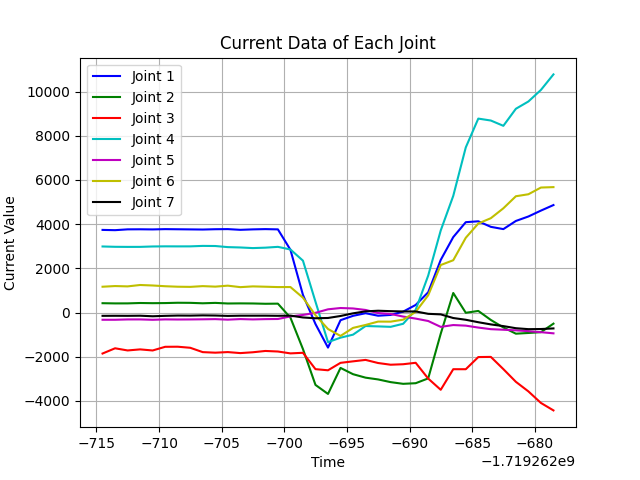 Current Data of Each Joint
Joint 1
Joint 2
Joint 3
Joint 4
Joint 5
Joint 6
Joint 7
Current Value
10000
8000
6000
4000
2000
0
−2000
−4000
−715 −710 −705 −700 −695 −690 −685 −680
Time
−1.719262e9